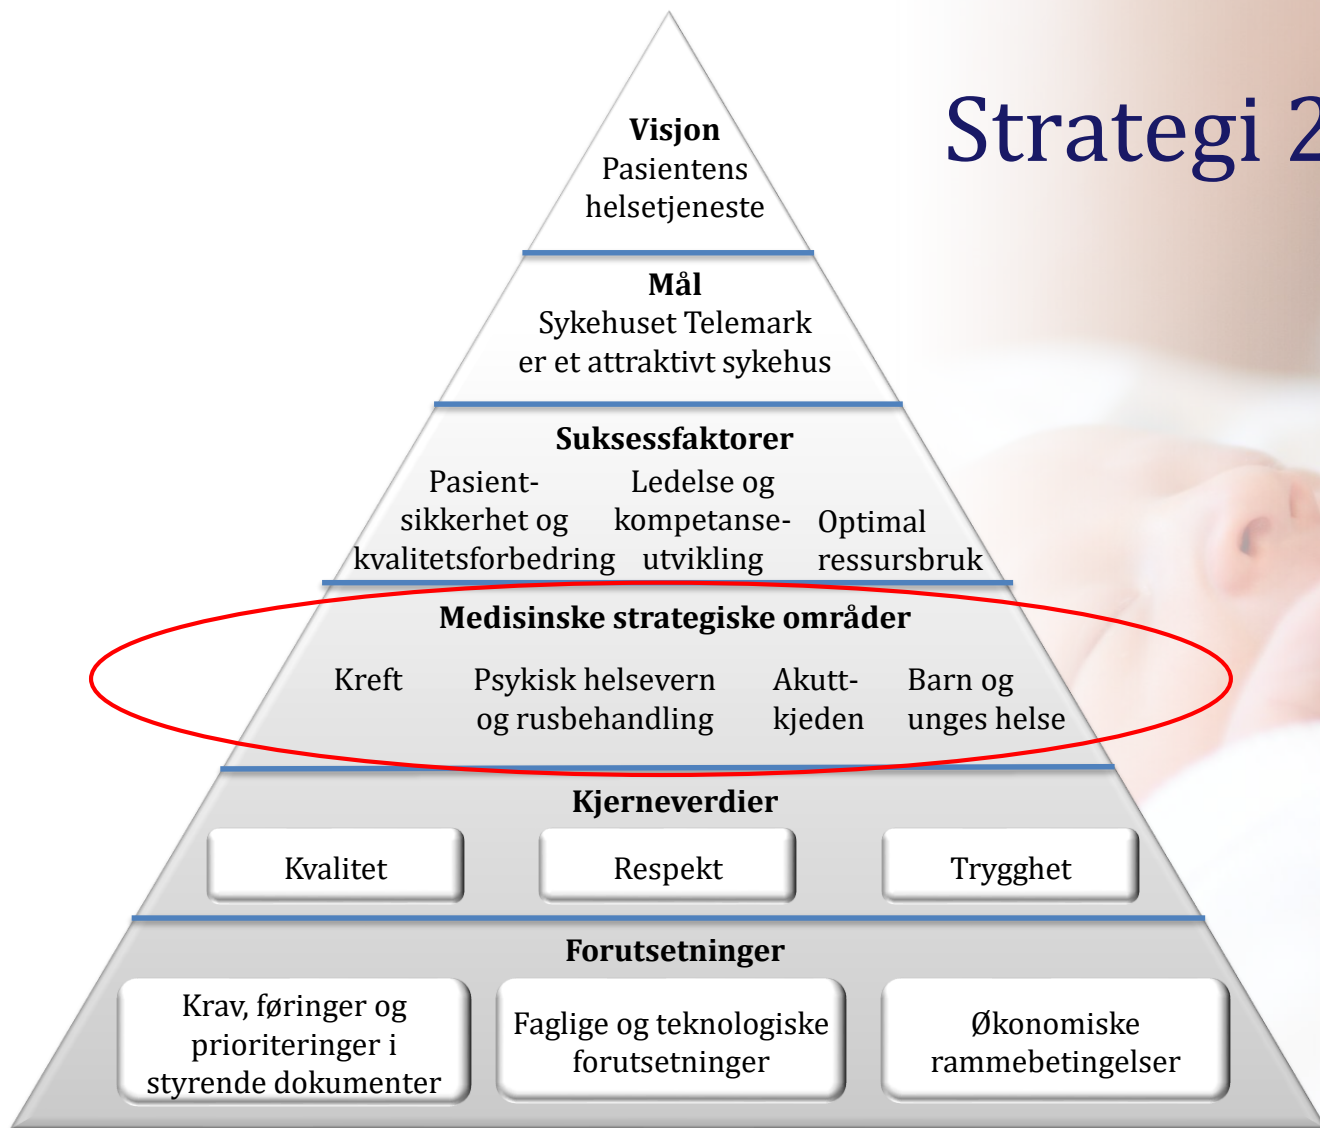 Strategi 2
Visjon
Pasientens
helsetjeneste
Mål
Sykehuset Telemark
er et attraktivt sykehus
Suksessfaktorer
Pasient-
sikkerhet og
kvalitetsforbedring
Ledelse og
kompetanse-
utvikling
Optimal
ressursbruk
Medisinske strategiske områder
Kreft
Psykisk helsevern
og rusbehandling
Akutt-
kjeden
Barn og
unges helse
Kjerneverdier
Kvalitet
Respekt
Trygghet
Forutsetninger
Krav, føringer og
prioriteringer i
styrende dokumenter
Faglige og teknologiske
forutsetninger
Økonomiske
rammebetingelser